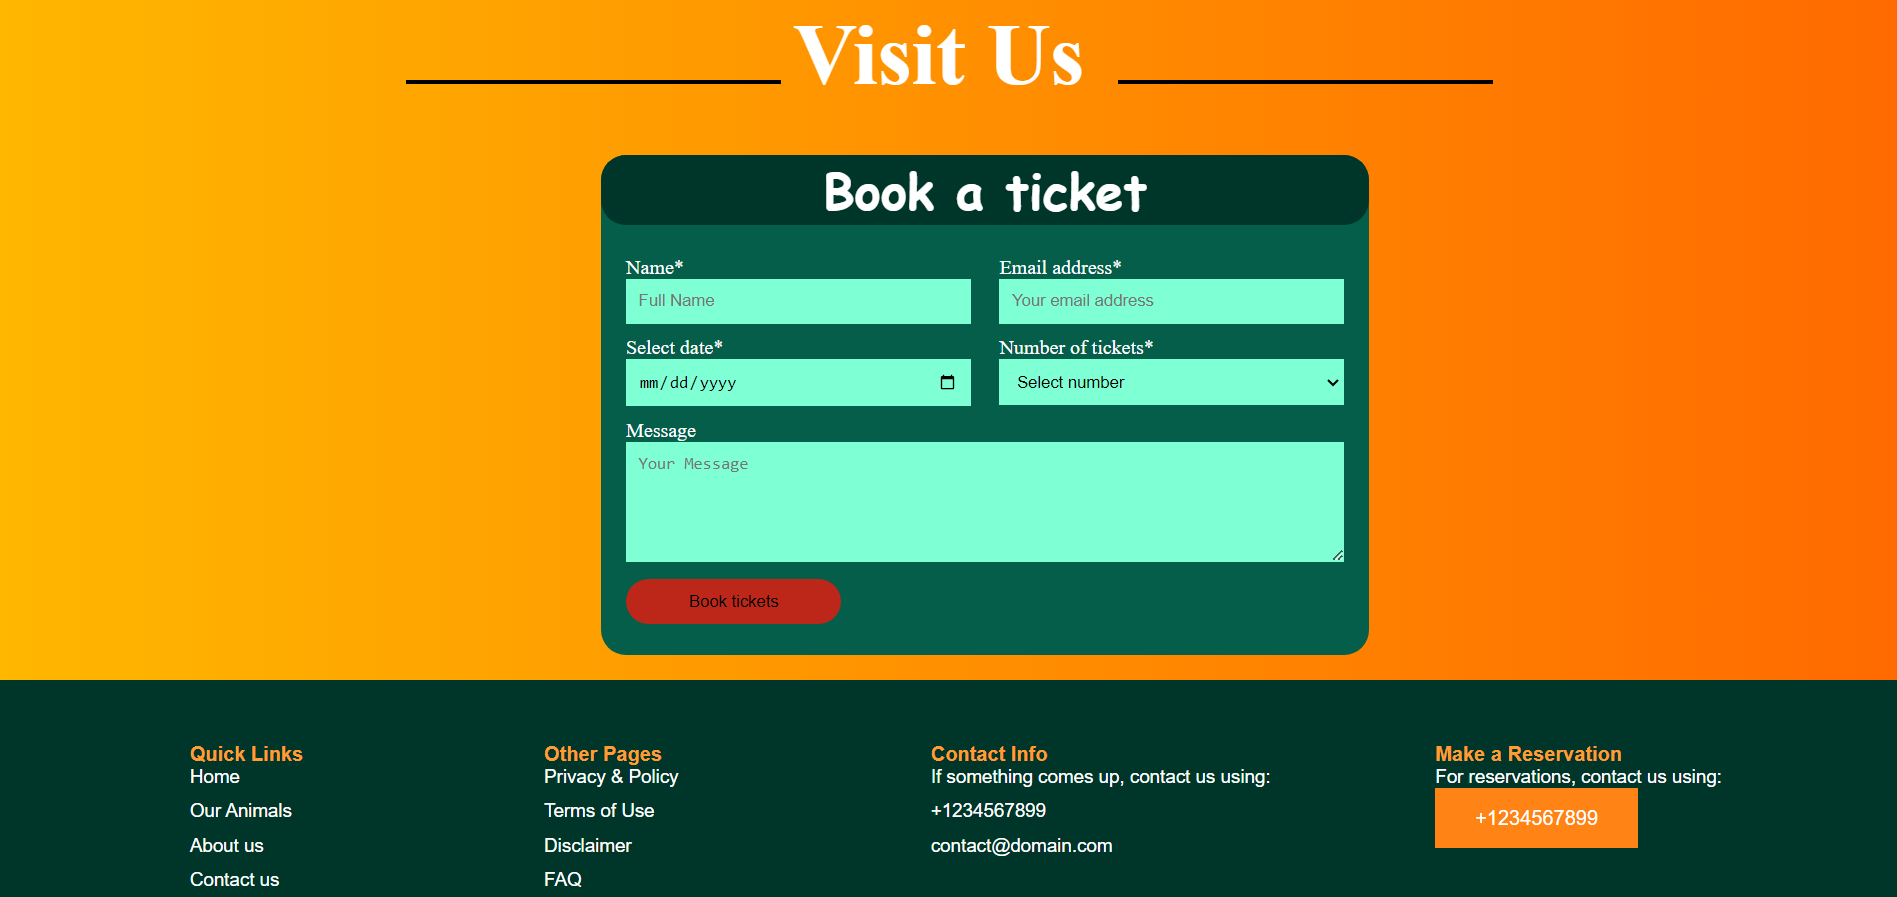 Visit Us
Book a ticket
Name*
Email address*
Full Name
Your email address
Select date*
Number of tickets*
mm/dd/yyyy
Select number
Message
Your Message
Book tickets
Quick Links
Home
Our Animals
About us
Contact us
Other Pages
Privacy & Policy
Terms of Use
Disclaimer
FAQ
Contact Info
If something comes up, contact us using:
+1234567899
contact@domain.com
Make a Reservation
For reservations, contact us using:
+1234567899